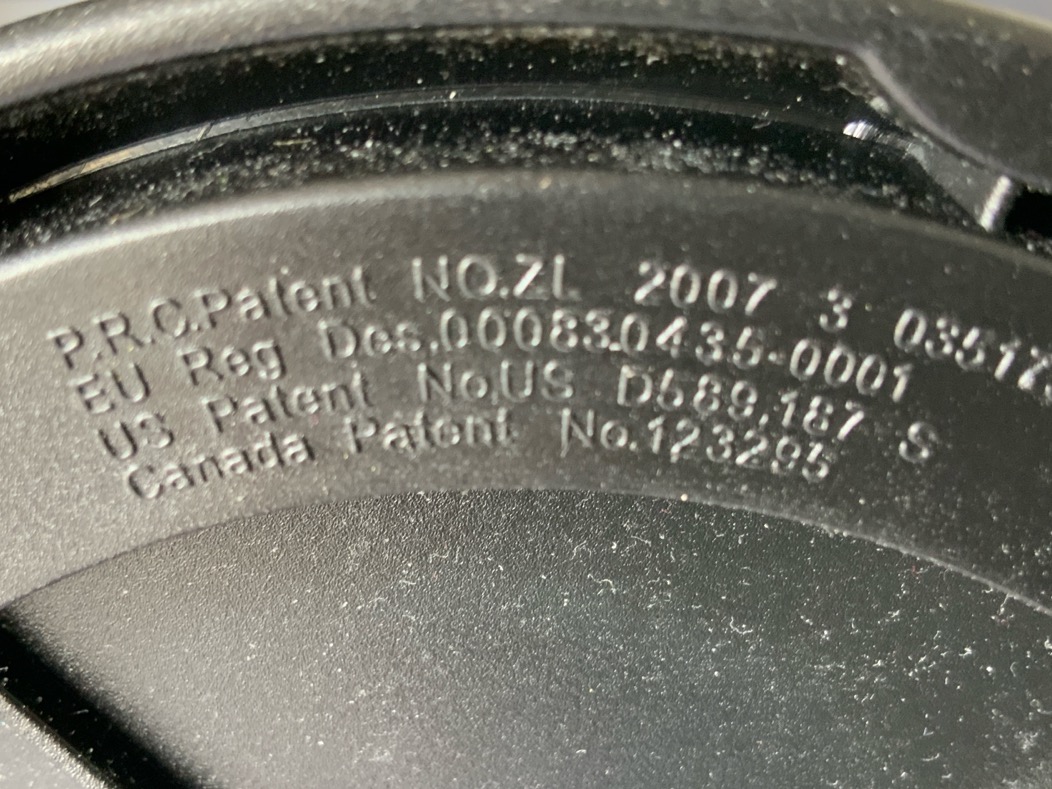 P.R.C.Patent NO.ZL 2007 3 03517
EU Reg Des.000830435-0001
US Patent No.US D589,187 S
Canada Patent No.123295